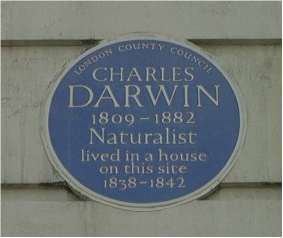 LONDON COUNTY COUNCIL
CHARLES
DARWIN
1809-1882
Naturalist
lived in a house
on this site
1838-1842